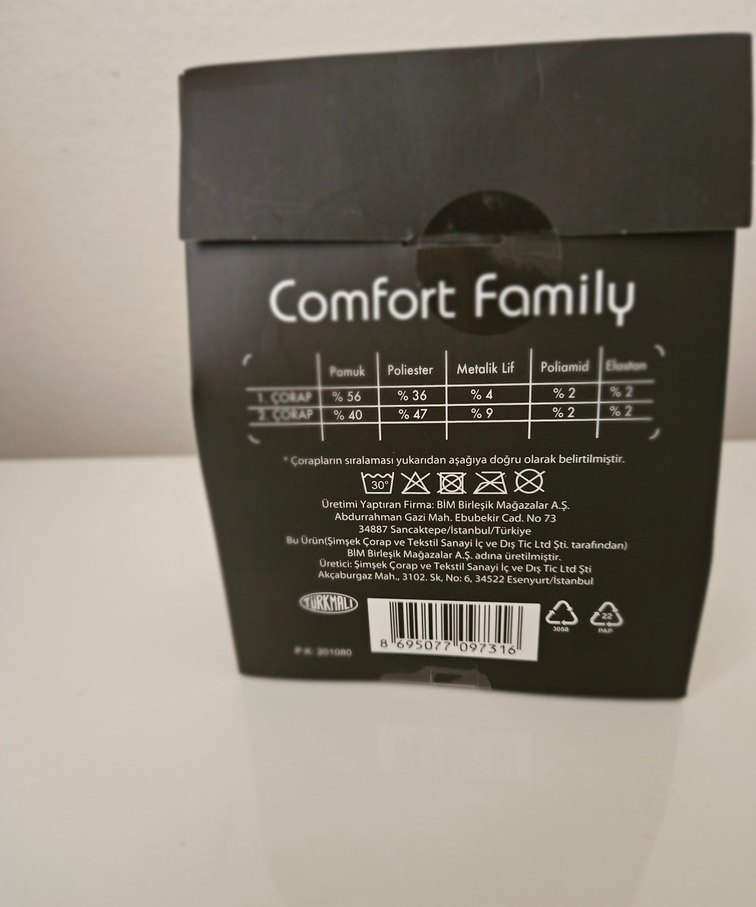 Comfort Family
Pamuk Poliester Metalik Lif Poliamid Elastan
1. ÇORAP % 56 % 36 % 4 % 2 % 2
2. ÇORAP % 40 % 47 % 9 % 2 % 2
* Çorapların sıralaması yukarıdan aşağıya doğru olarak belirtilmiştir.
30°
Üretimi Yaptıran Firma: BİM Birleşik Mağazalar A.Ş.
Abdurrahman Gazi Mah. Ebubekir Cad. No 73
34887 Sancaktepe/İstanbul/Türkiye
Bu Ürün(Şimşek Çorap ve Tekstil Sanayi İç ve Dış Tic Ltd Şti. tarafından)
BİM Birleşik Mağazalar A.Ş. adına üretilmiştir.
Üretici: Şimşek Çorap ve Tekstil Sanayi İç ve Dış Tic Ltd Şti
Akçaburgaz Mah., 3102. Sk, No: 6, 34522 Esenyurt/İstanbul
TÜRKMALI
8 695077 097316
3058
22
PAP
P.K 201080